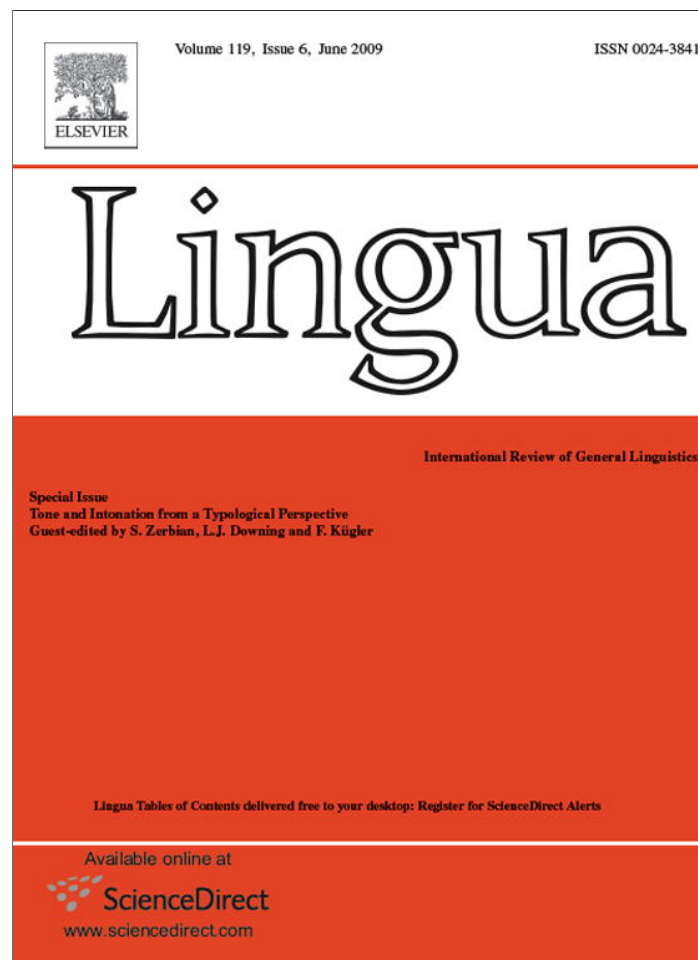 Volume 119, Issue 6, June 2009
ISSN 0024-3841
ELSEVIER
Lingua
International Review of General Linguistics
Special Issue
Tone and Intonation from a Typological Perspective
Guest-edited by S. Zerbian, L.J. Downing and F. Kügler
Lingua Tables of Contents delivered free to your desktop: Register for ScienceDirect Alerts
Available online at
ScienceDirect
www.sciencedirect.com